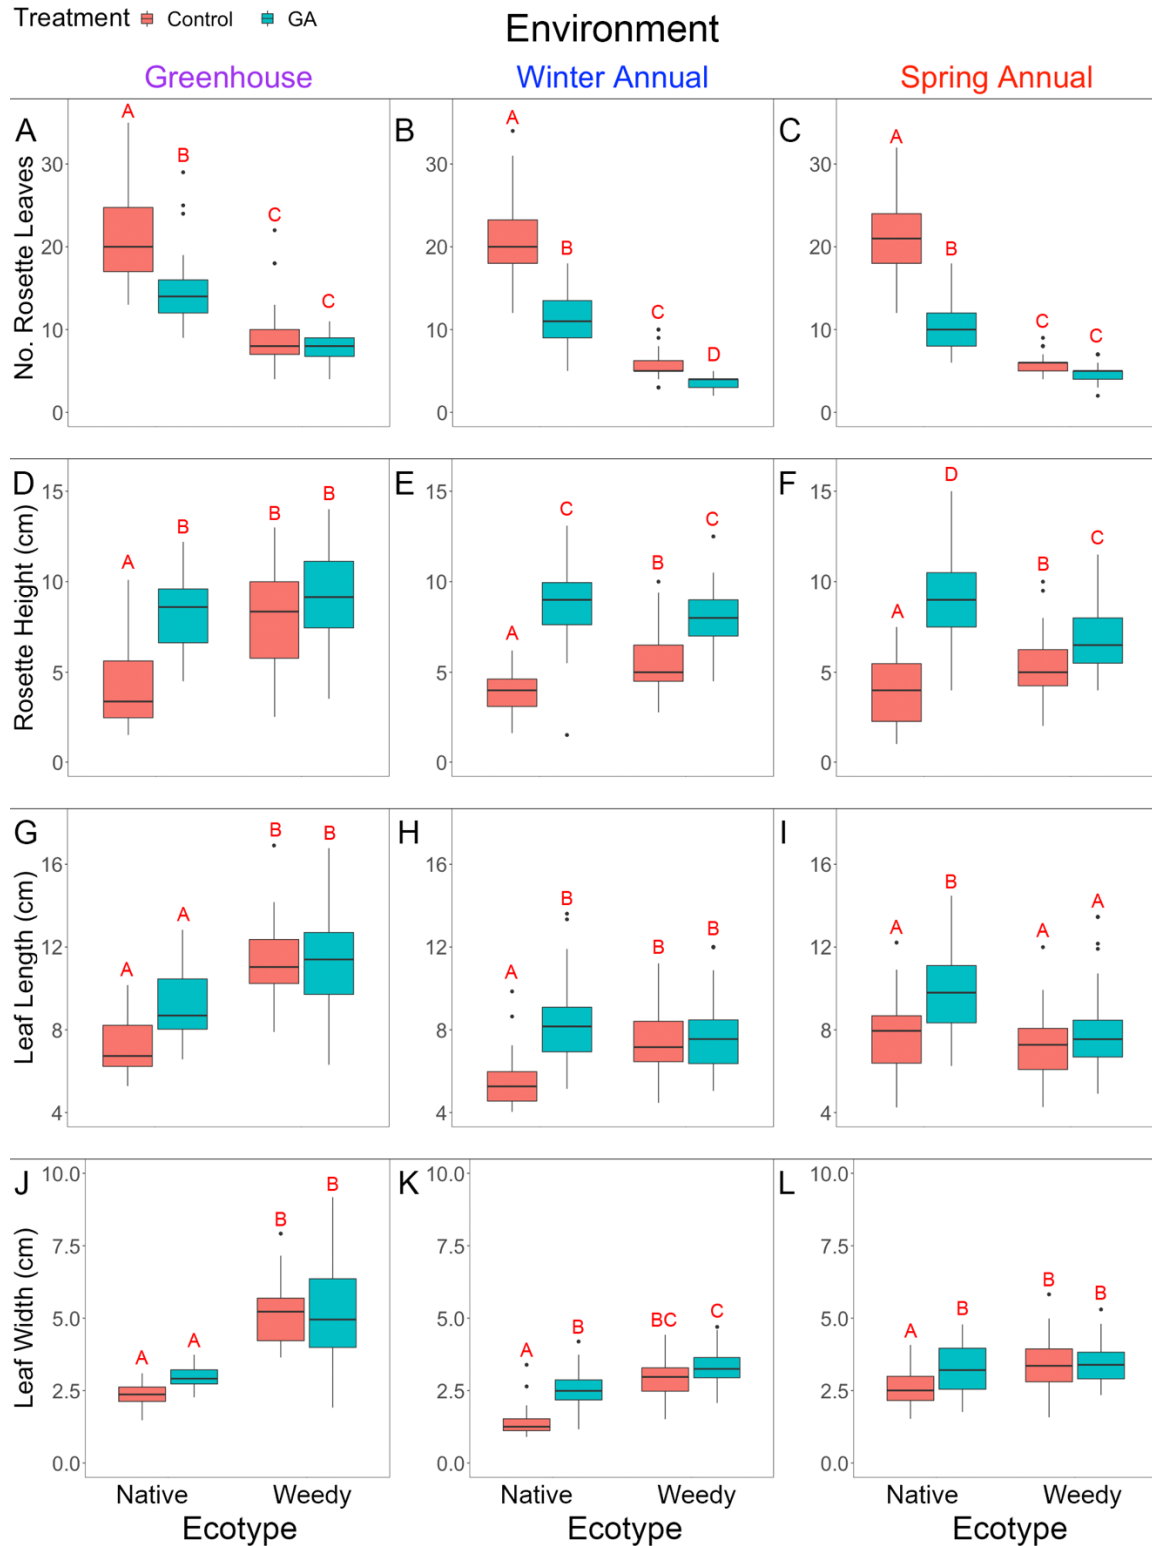 Treatment Control GA
Environment
Greenhouse Winter Annual Spring Annual
A B C
No. Rosette Leaves
30 30 30
20 20 20
10 10 10
0 0 0
A B C C
A B C D
A B C C
D E F
Rosette Height (cm)
15 15 15
10 10 10
5 5 5
0 0 0
A B B B
A C B C
A D B C
G H I
Leaf Length (cm)
16 16 16
12 12 12
8 8 8
4 4 4
A A B B
A B B B
A B A A
J K L
Leaf Width (cm)
10.0 10.0 10.0
7.5 7.5 7.5
5.0 5.0 5.0
2.5 2.5 2.5
0.0 0.0 0.0
A A B B
A B BC C
A B B B
Native Weedy Native Weedy Native Weedy
Ecotype Ecotype Ecotype